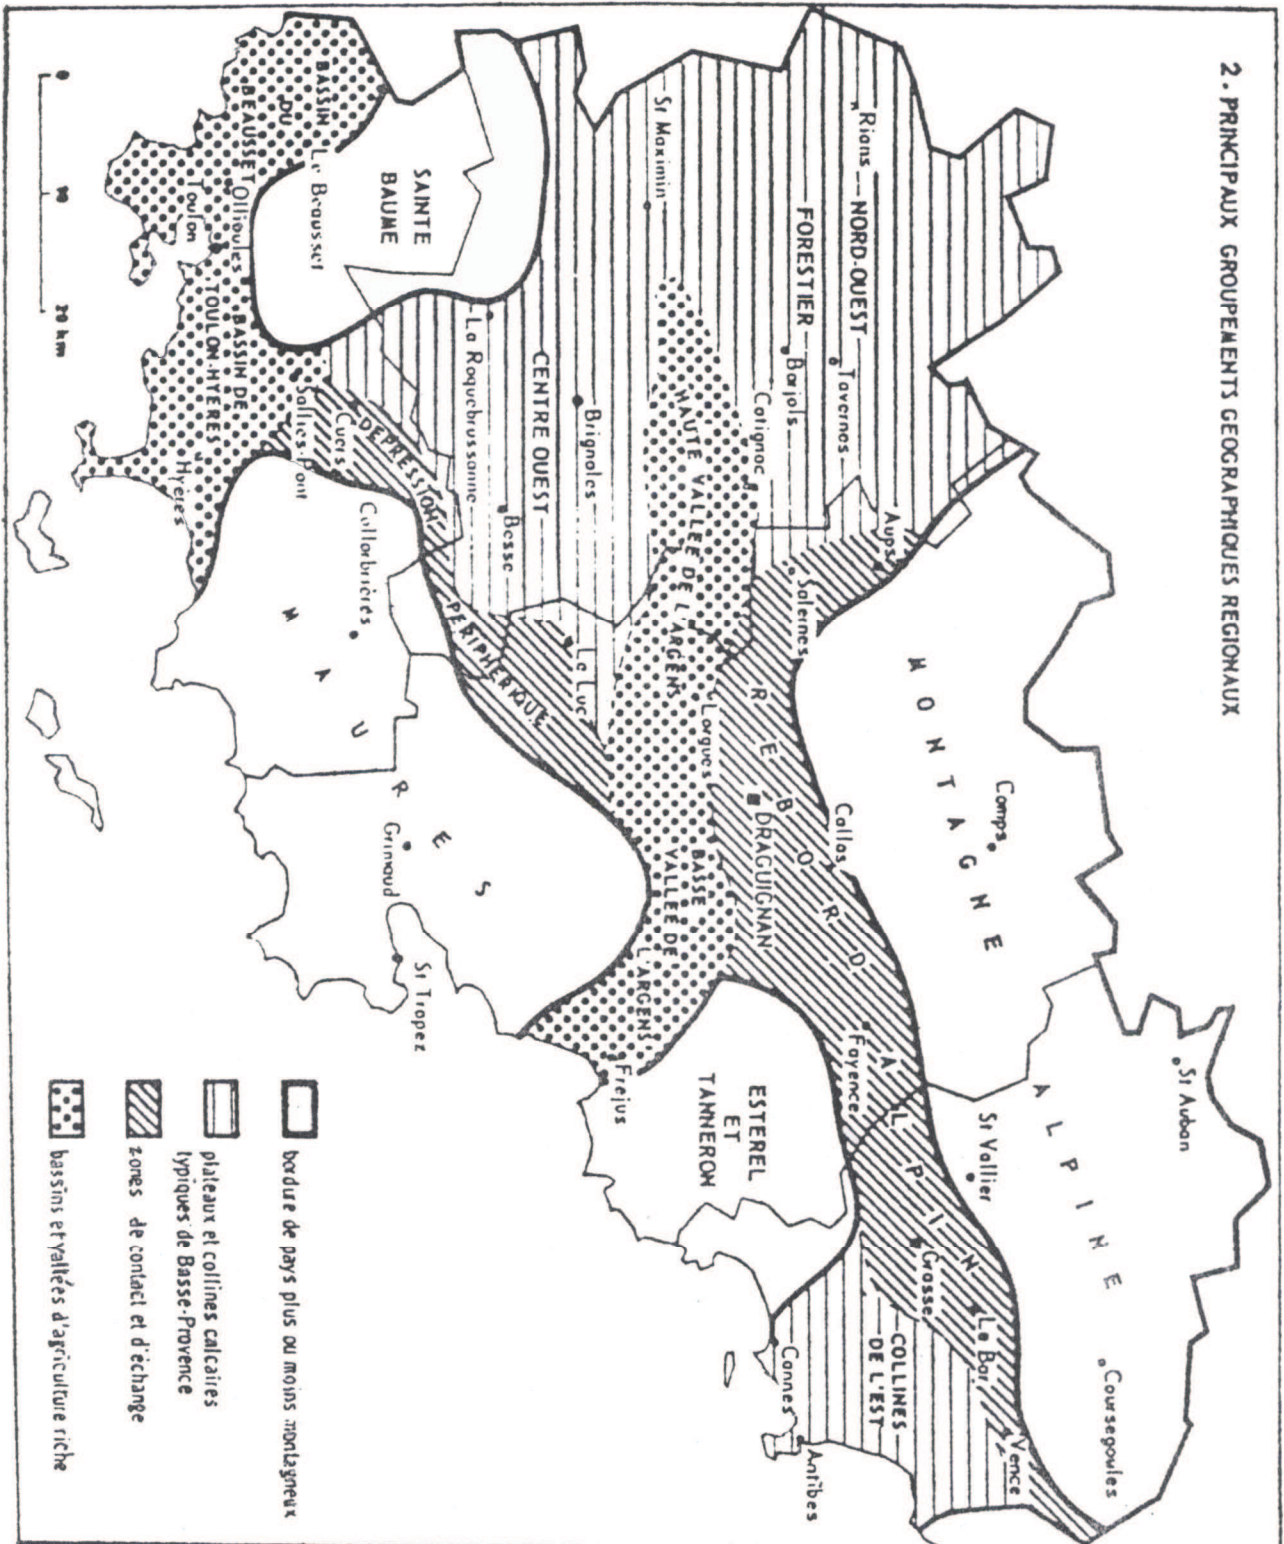 2. PRINCIPAUX GROUPEMENTS GEOGRAPHIQUES REGIONAUX
St Auban
Coursegoules
MONTAGNE ALPINE
Comps
St Vallier
Rians
NORD-OUEST
FORESTIER
Tavernes
Barjols
Aups
Cotignac
Salernes
REBORD ALPIN
Callas
Fayence
Grasse
Le Bar
Vence
COLLINES
DE L'EST
Cannes
Antibes
St Maximin
HAUTE VALLEE DE L'ARGENS
Lorgues
DRAGUIGNAN
BASSE
VALLEE DE
L'ARGENS
Frejus
ESTEREL
ET
TANNERON
Brignoles
CENTRE OUEST
Le Luc
La Roquebrussanne
Besse
SAINTE
BAUME
DEPRESSION PERIPHERIQUE
Cuers
Le Beausset
BASSIN
DU
BEAUSSET
Ollioules
Toulon
BASSIN DE
TOULON-HYERES
Solliès-Pont
Hyères
Collobrières
MAURES
Grimaud
St Tropez
0 10 20 km
bordure de pays plus ou moins montagneux
plateaux et collines calcaires
typiques de Basse-Provence
zones de contact et d'échange
bassins et vallées d'agriculture riche